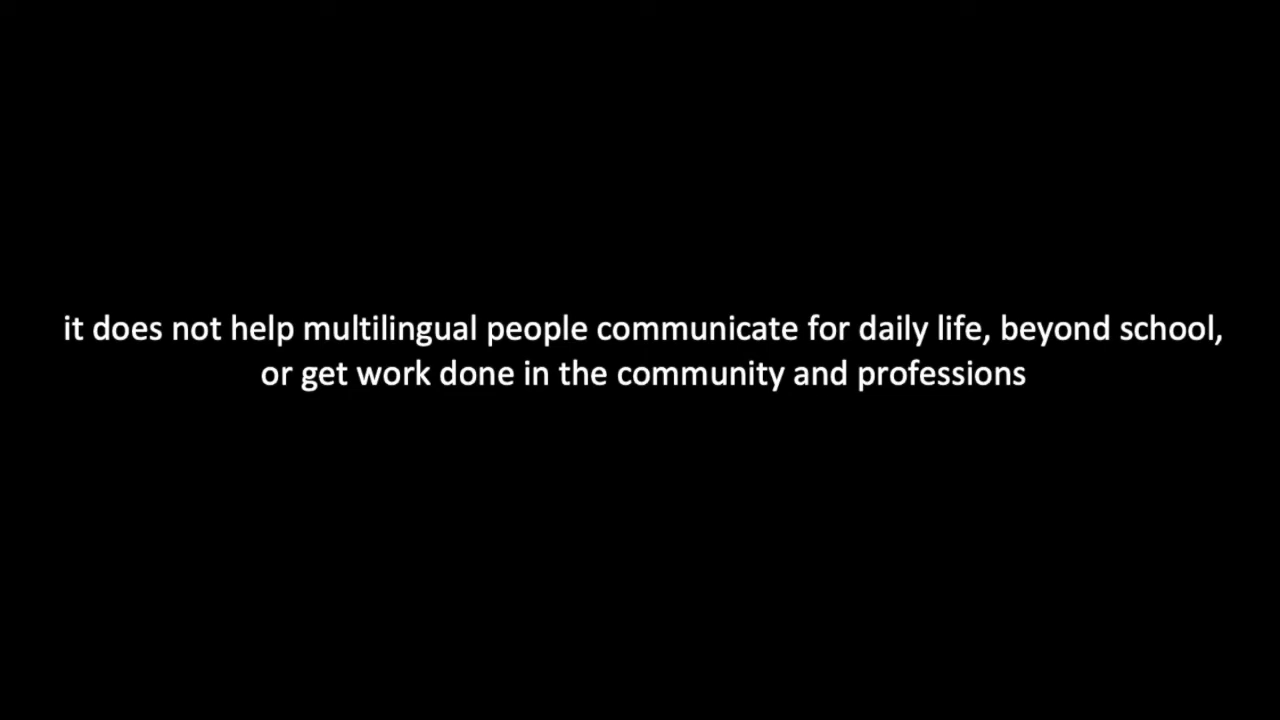 it does not help multilingual people communicate for daily life, beyond school,
or get work done in the community and professions